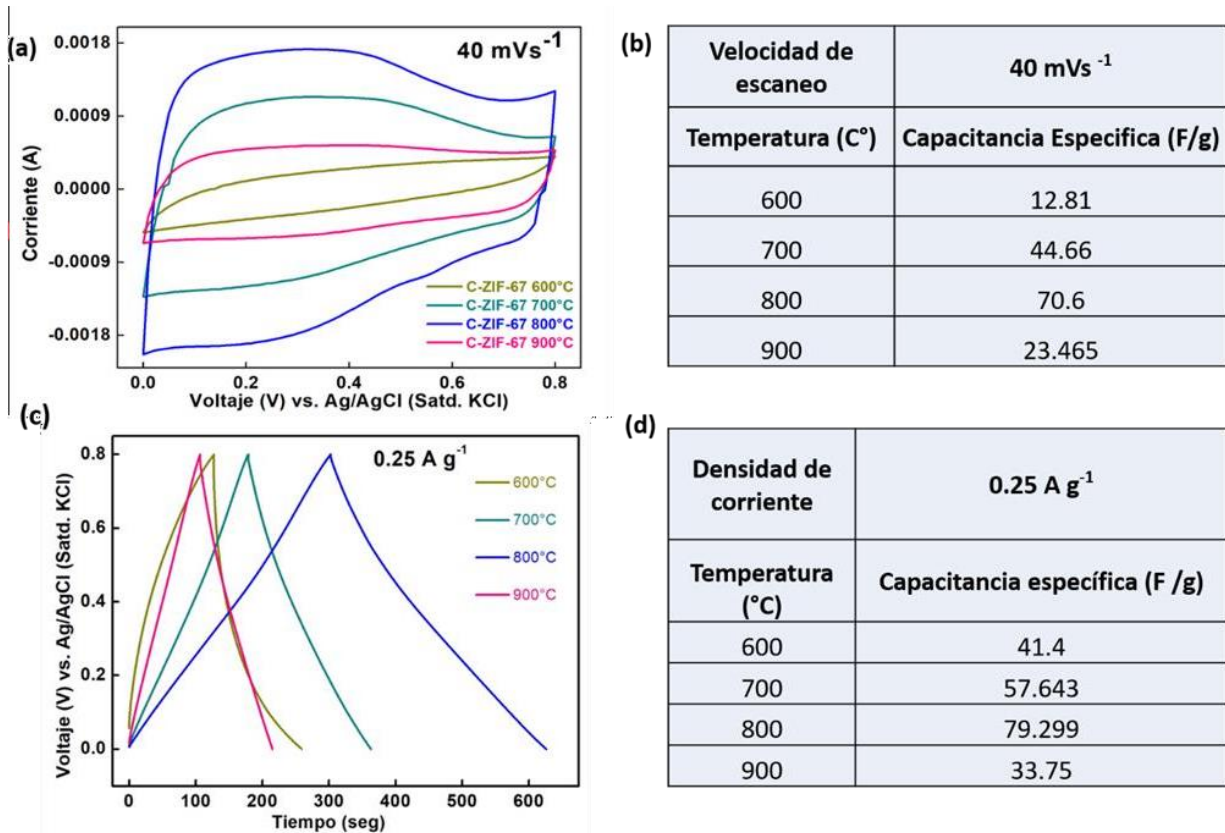 (a)
40 mVs-1
0.0018
0.0009
0.0000
-0.0009
-0.0018
Corriente (A)
C-ZIF-67 600°C
C-ZIF-67 700°C
C-ZIF-67 800°C
C-ZIF-67 900°C
0.0 0.2 0.4 0.6 0.8
Voltaje (V) vs. Ag/AgCl (Satd. KCl)
(b)
Velocidad de
escaneo
40 mVs -1
Temperatura (C°) Capacitancia Especifica (F/g)
600 12.81
700 44.66
800 70.6
900 23.465
(c)
0.25 A g-1
0.8
0.6
0.4
0.2
0.0
Voltaje (V) vs. Ag/AgCl (Satd. KCl)
600°C
700°C
800°C
900°C
0 100 200 300 400 500 600
Tiempo (seg)
(d)
Densidad de
corriente
0.25 A g-1
Temperatura
(°C)
Capacitancia específica (F /g)
600 41.4
700 57.643
800 79.299
900 33.75